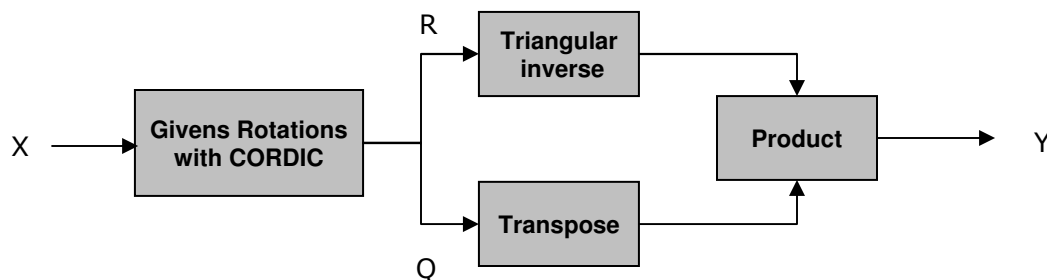 R
Triangular
inverse
X
Givens Rotations
with CORDIC
Product
Y
Transpose
Q